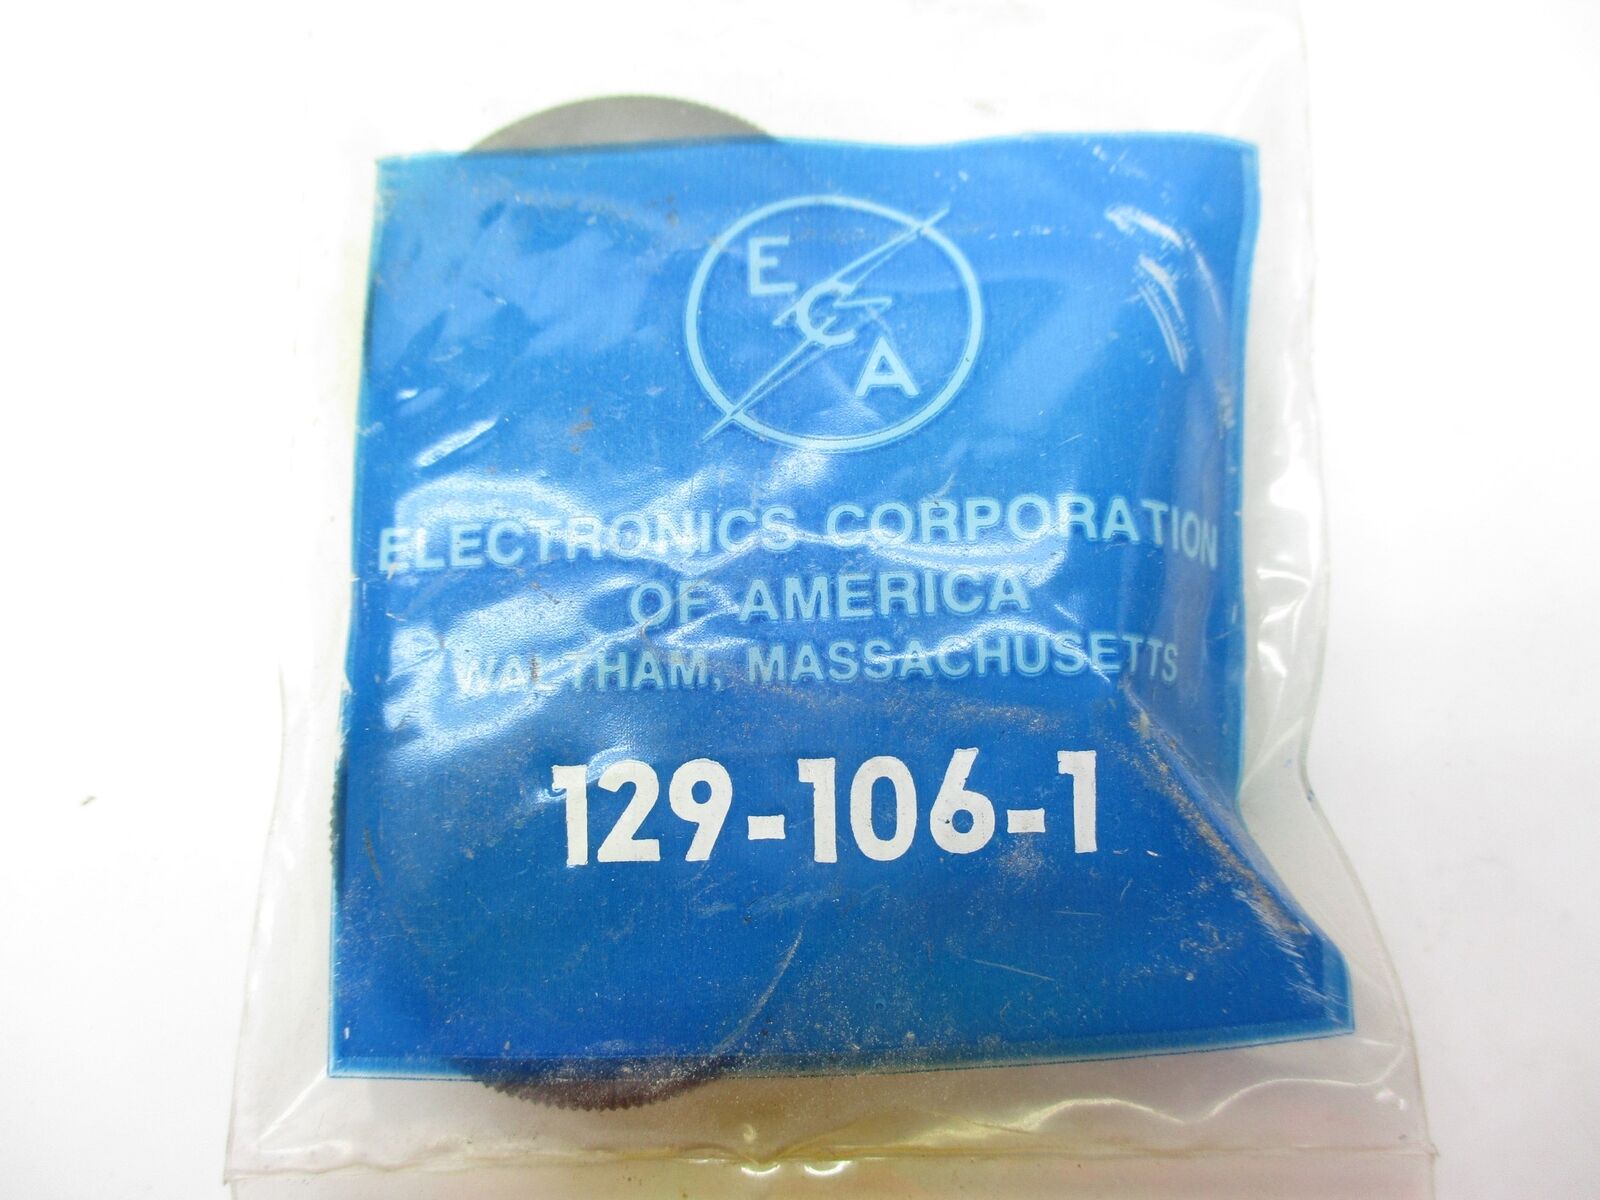 E C A
ELECTRONICS CORPORATION
OF AMERICA
WALTHAM, MASSACHUSETTS
129-106-1